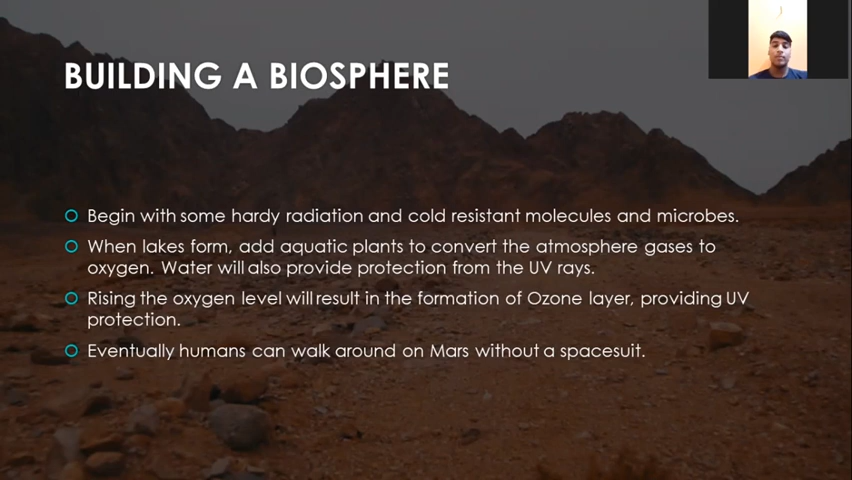 BUILDING A BIOSPHERE
Begin with some hardy radiation and cold resistant molecules and microbes.
When lakes form, add aquatic plants to convert the atmosphere gases to
oxygen. Water will also provide protection from the UV rays.
Rising the oxygen level will result in the formation of Ozone layer, providing UV
protection.
Eventually humans can walk around on Mars without a spacesuit.